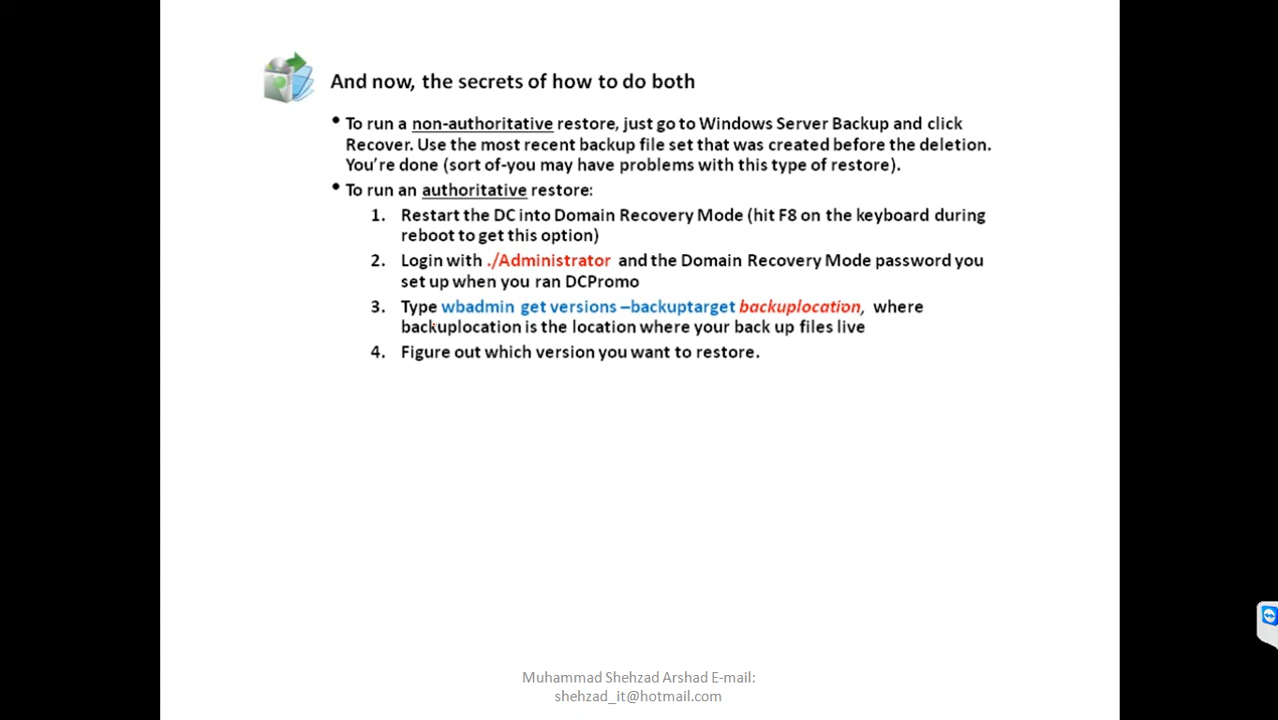 And now, the secrets of how to do both
• To run a non-authoritative restore, just go to Windows Server Backup and click
Recover. Use the most recent backup file set that was created before the deletion.
You're done (sort of-you may have problems with this type of restore).
• To run an authoritative restore:
1. Restart the DC into Domain Recovery Mode (hit F8 on the keyboard during
reboot to get this option)
2. Login with ./Administrator and the Domain Recovery Mode password you
set up when you ran DCPromo
3. Type wbadmin get versions –backuptarget backuplocation, where
backuplocation is the location where your back up files live
4. Figure out which version you want to restore.
Muhammad Shehzad Arshad E-mail:
shehzad_it@hotmail.com